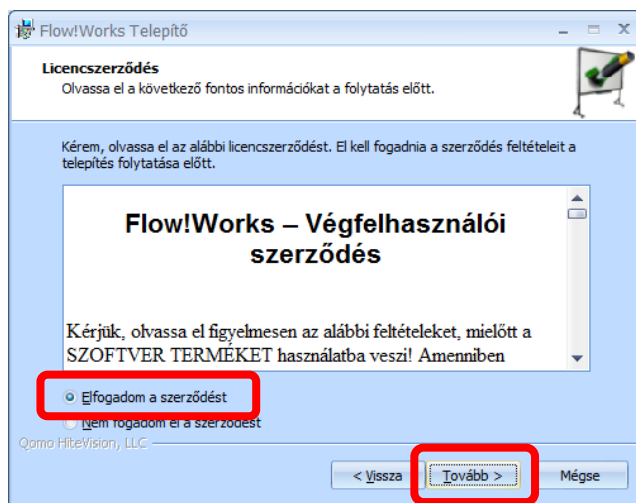 Flow!Works Telepítő
Licencszerződés
Olvassa el a következő fontos információkat a folytatás előtt.
Kérem, olvassa el az alábbi licencszerződést. El kell fogadnia a szerződés feltételeit a
telepítés folytatása előtt.
Flow!Works – Végfelhasználói
szerződés
Kérjük, olvassa el figyelmesen az alábbi feltételeket, mielőtt a
SZOFTVER TERMÉKET használatba veszi! Amenniben
Elfogadom a szerződést
Nem fogadom el a szerződést
Qomo HiteVision, LLC
< Vissza
Tovább >
Mégse